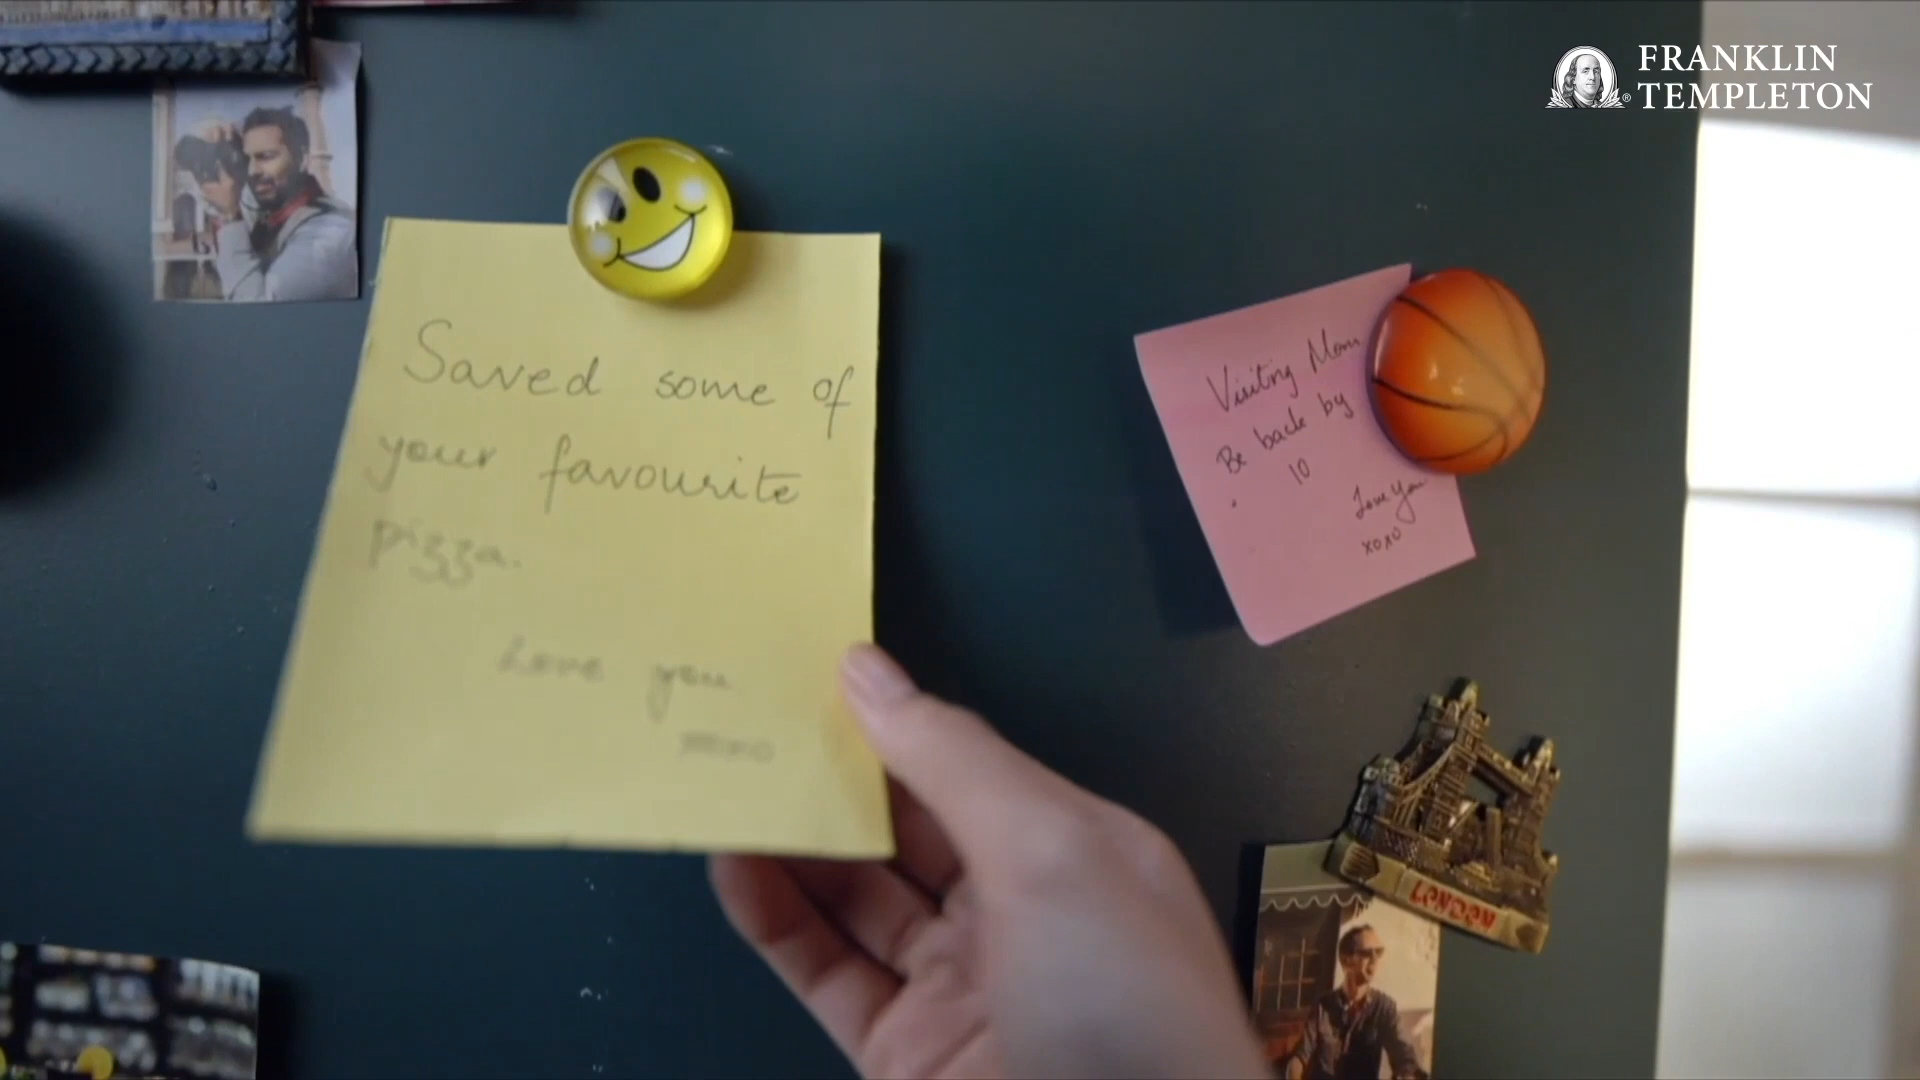 FRANKLIN
TEMPLETON
Saved some of
your favourite
pizza.
Love you
xoxo
Visiting Mom
Be back by
10
Love You
xoxo
LONDON